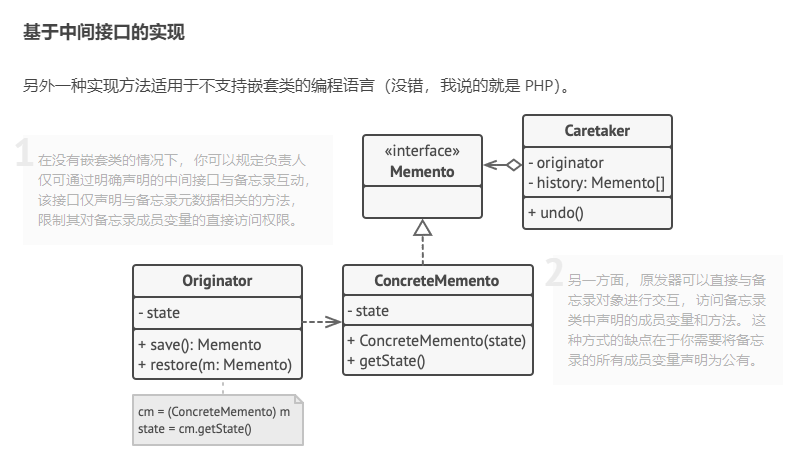 基于中间接口的实现
另外一种实现方法适用于不支持嵌套类的编程语言（没错，我说的就是 PHP）。
1
在没有嵌套类的情况下，你可以规定负责人
仅可通过明确声明的中间接口与备忘录互动，
该接口仅声明与备忘录元数据相关的方法，
限制其对备忘录成员变量的直接访问权限。
«interface»
Memento
Caretaker
- originator
- history: Memento[]
+ undo()
Originator
- state
+ save(): Memento
+ restore(m: Memento)
cm = (ConcreteMemento) m
state = cm.getState()
ConcreteMemento
- state
+ ConcreteMemento(state)
+ getState()
2
另一方面，原发器可以直接与备
忘录对象进行交互，访问备忘录
类中声明的成员变量和方法。这
种方式的缺点在于你需要将备忘
录的所有成员变量声明为公有。